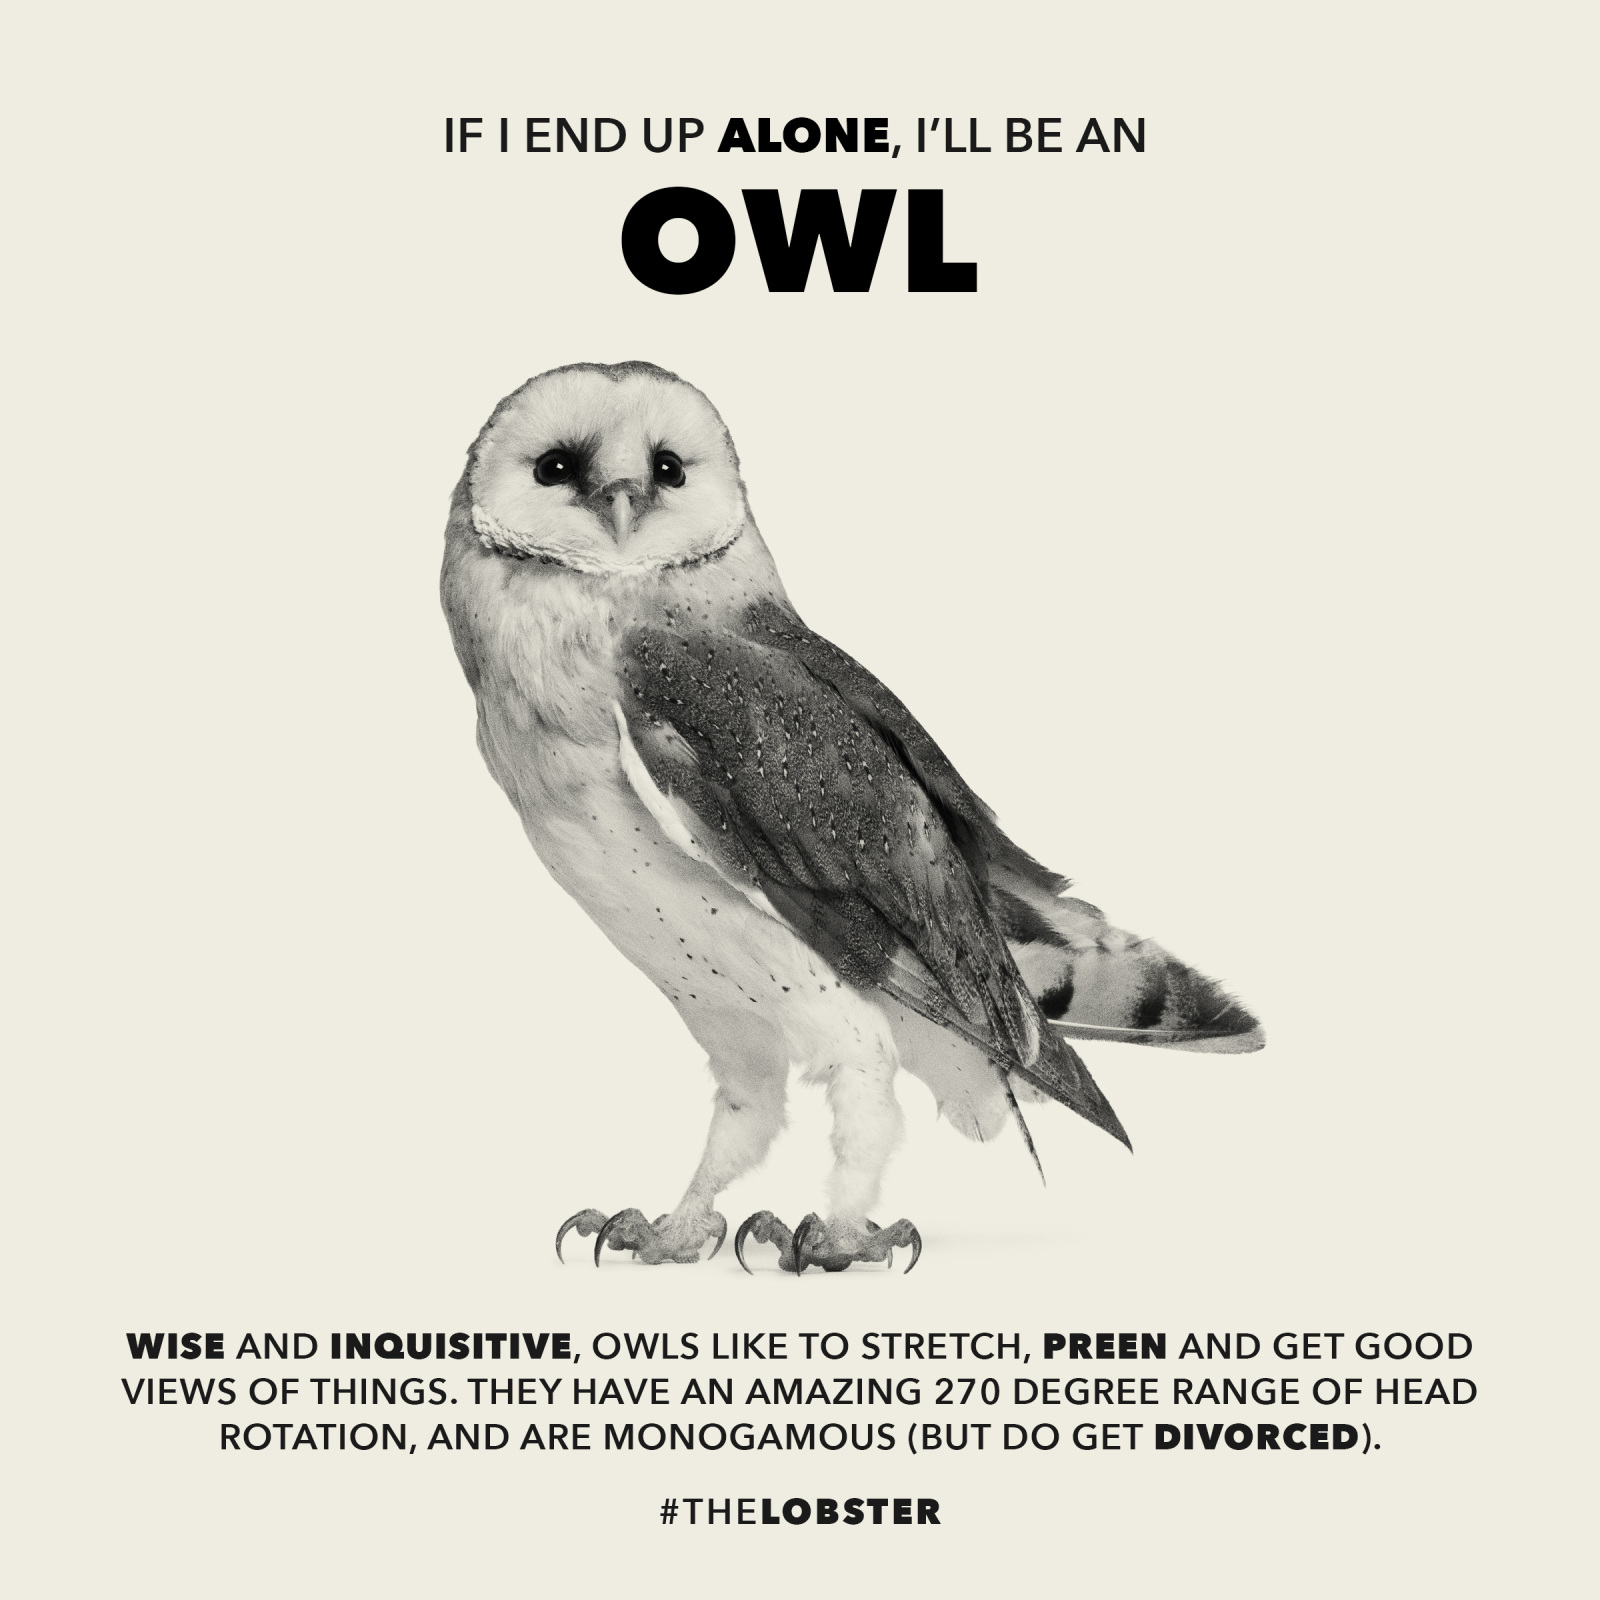 IF I END UP ALONE, I'LL BE AN
OWL
WISE AND INQUISITIVE, OWLS LIKE TO STRETCH, PREEN AND GET GOOD
VIEWS OF THINGS. THEY HAVE AN AMAZING 270 DEGREE RANGE OF HEAD
ROTATION, AND ARE MONOGAMOUS (BUT DO GET DIVORCED).
#THELOBSTER